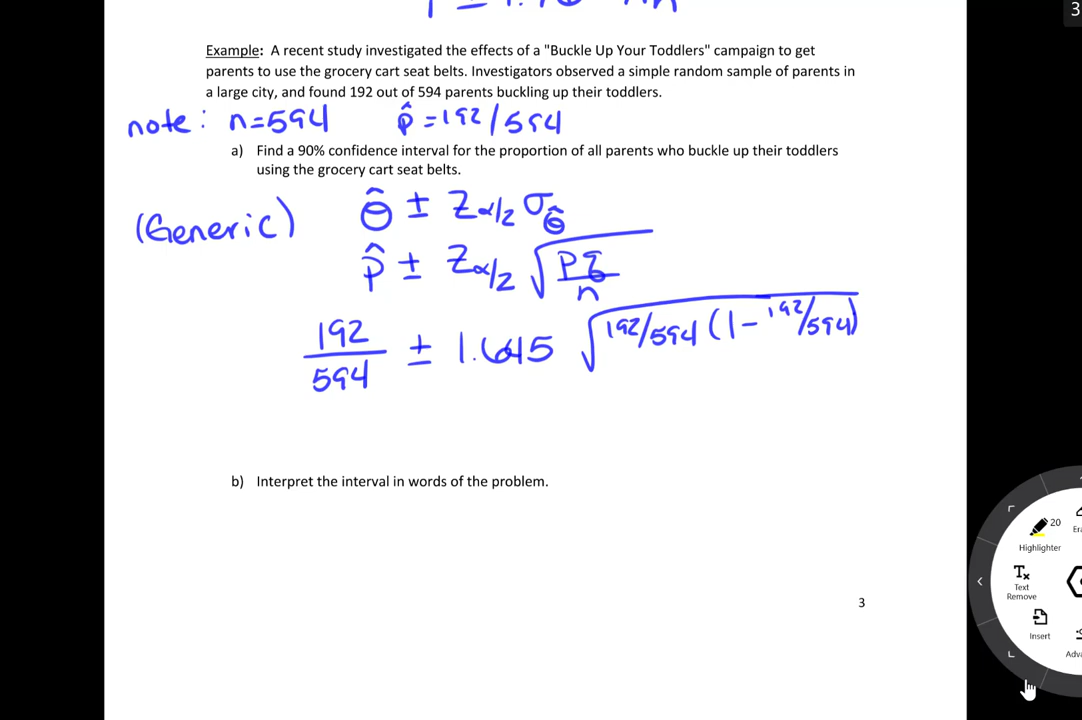 3
Example: A recent study investigated the effects of a "Buckle Up Your Toddlers" campaign to get
parents to use the grocery cart seat belts. Investigators observed a simple random sample of parents in
a large city, and found 192 out of 594 parents buckling up their toddlers.
note: n=594 p̂ = 192/594
a) Find a 90% confidence interval for the proportion of all parents who buckle up their toddlers
using the grocery cart seat belts.
(Generic) θ̂ ± Zα/2 σθ̂
p̂ ± Zα/2 √(pq/n)
192/594 ± 1.645 √192/594 (1-192/594)
b) Interpret the interval in words of the problem.
20
Highlighter
Tx
Text
Remove
Insert
3